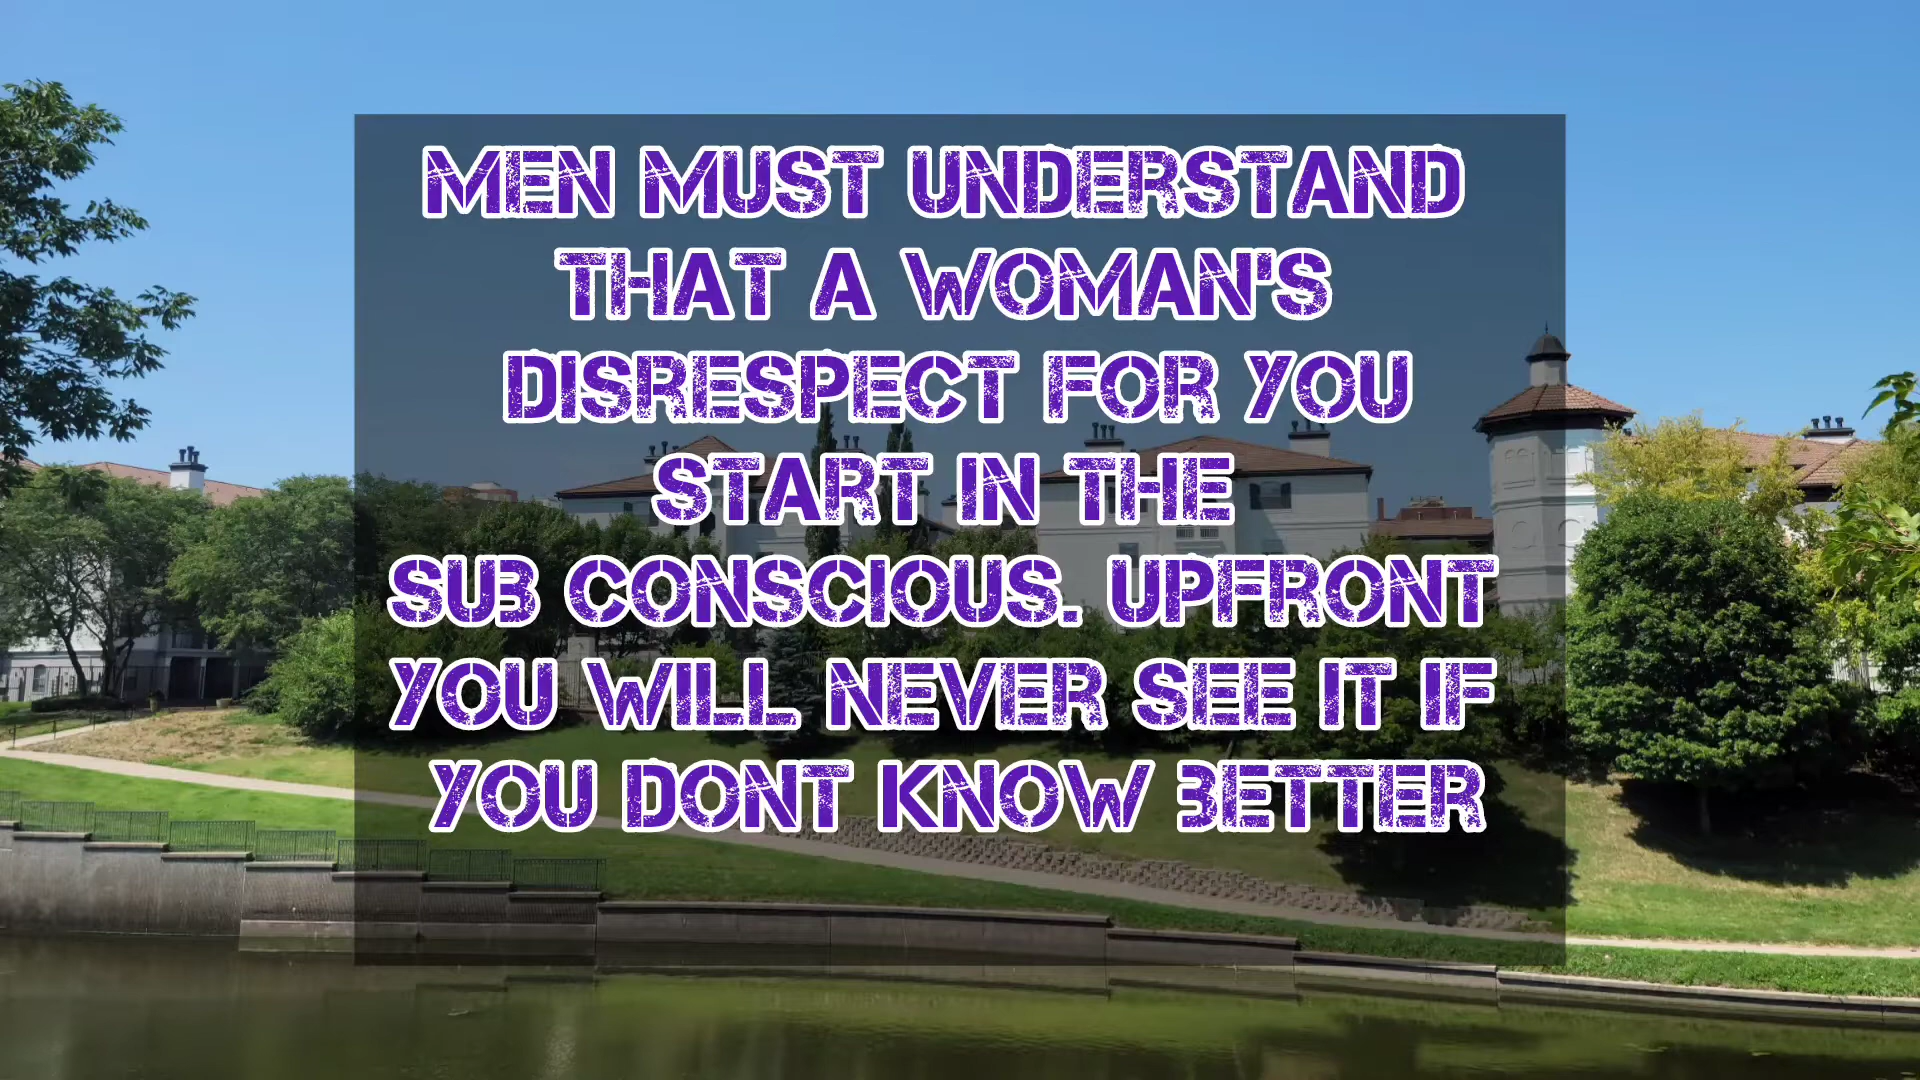 MEN MUST UNDERSTAND
THAT A WOMAN'S
DISRESPECT FOR YOU
START IN THE
SUB CONSCIOUS. UPFRONT
YOU WILL NEVER SEE IT IF
YOU DONT KNOW BETTER